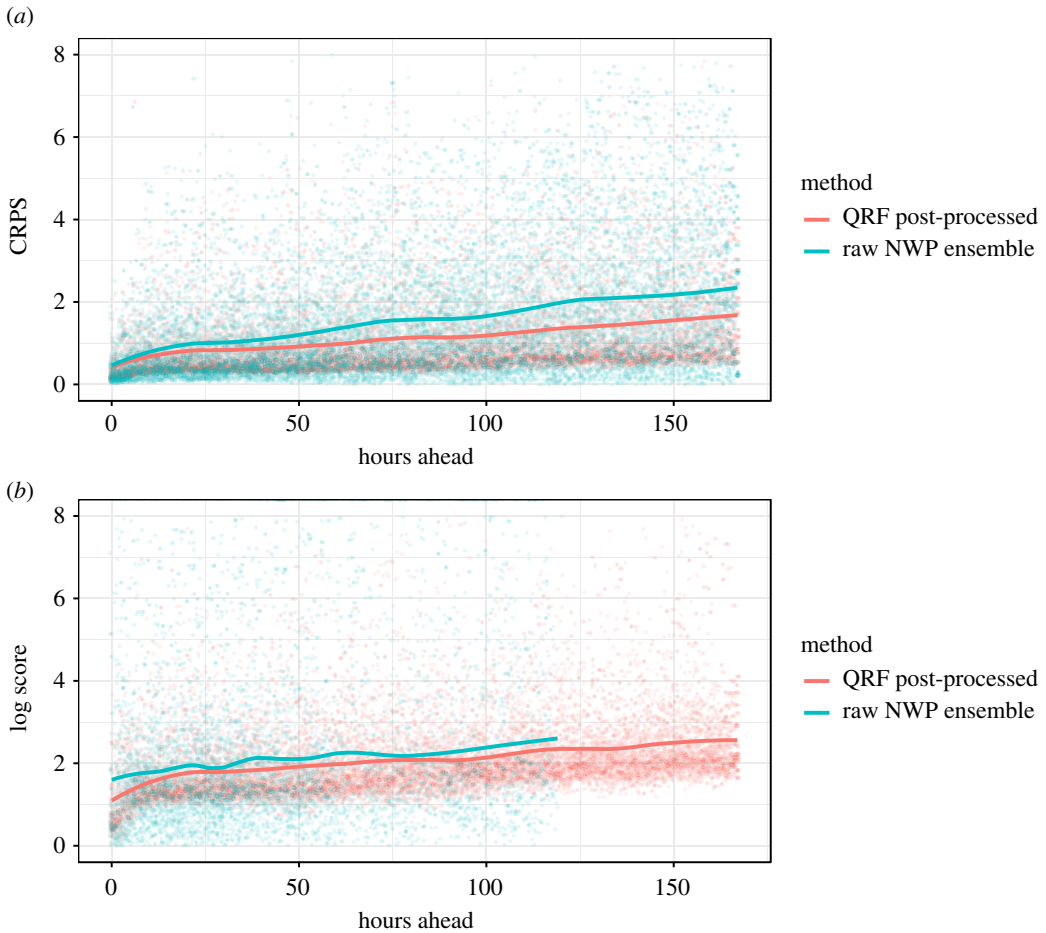 (a)
8
6
4
2
0
CRPS
0 50 100 150
hours ahead
method
QRF post-processed
raw NWP ensemble
(b)
8
6
4
2
0
log score
0 50 100 150
hours ahead
method
QRF post-processed
raw NWP ensemble